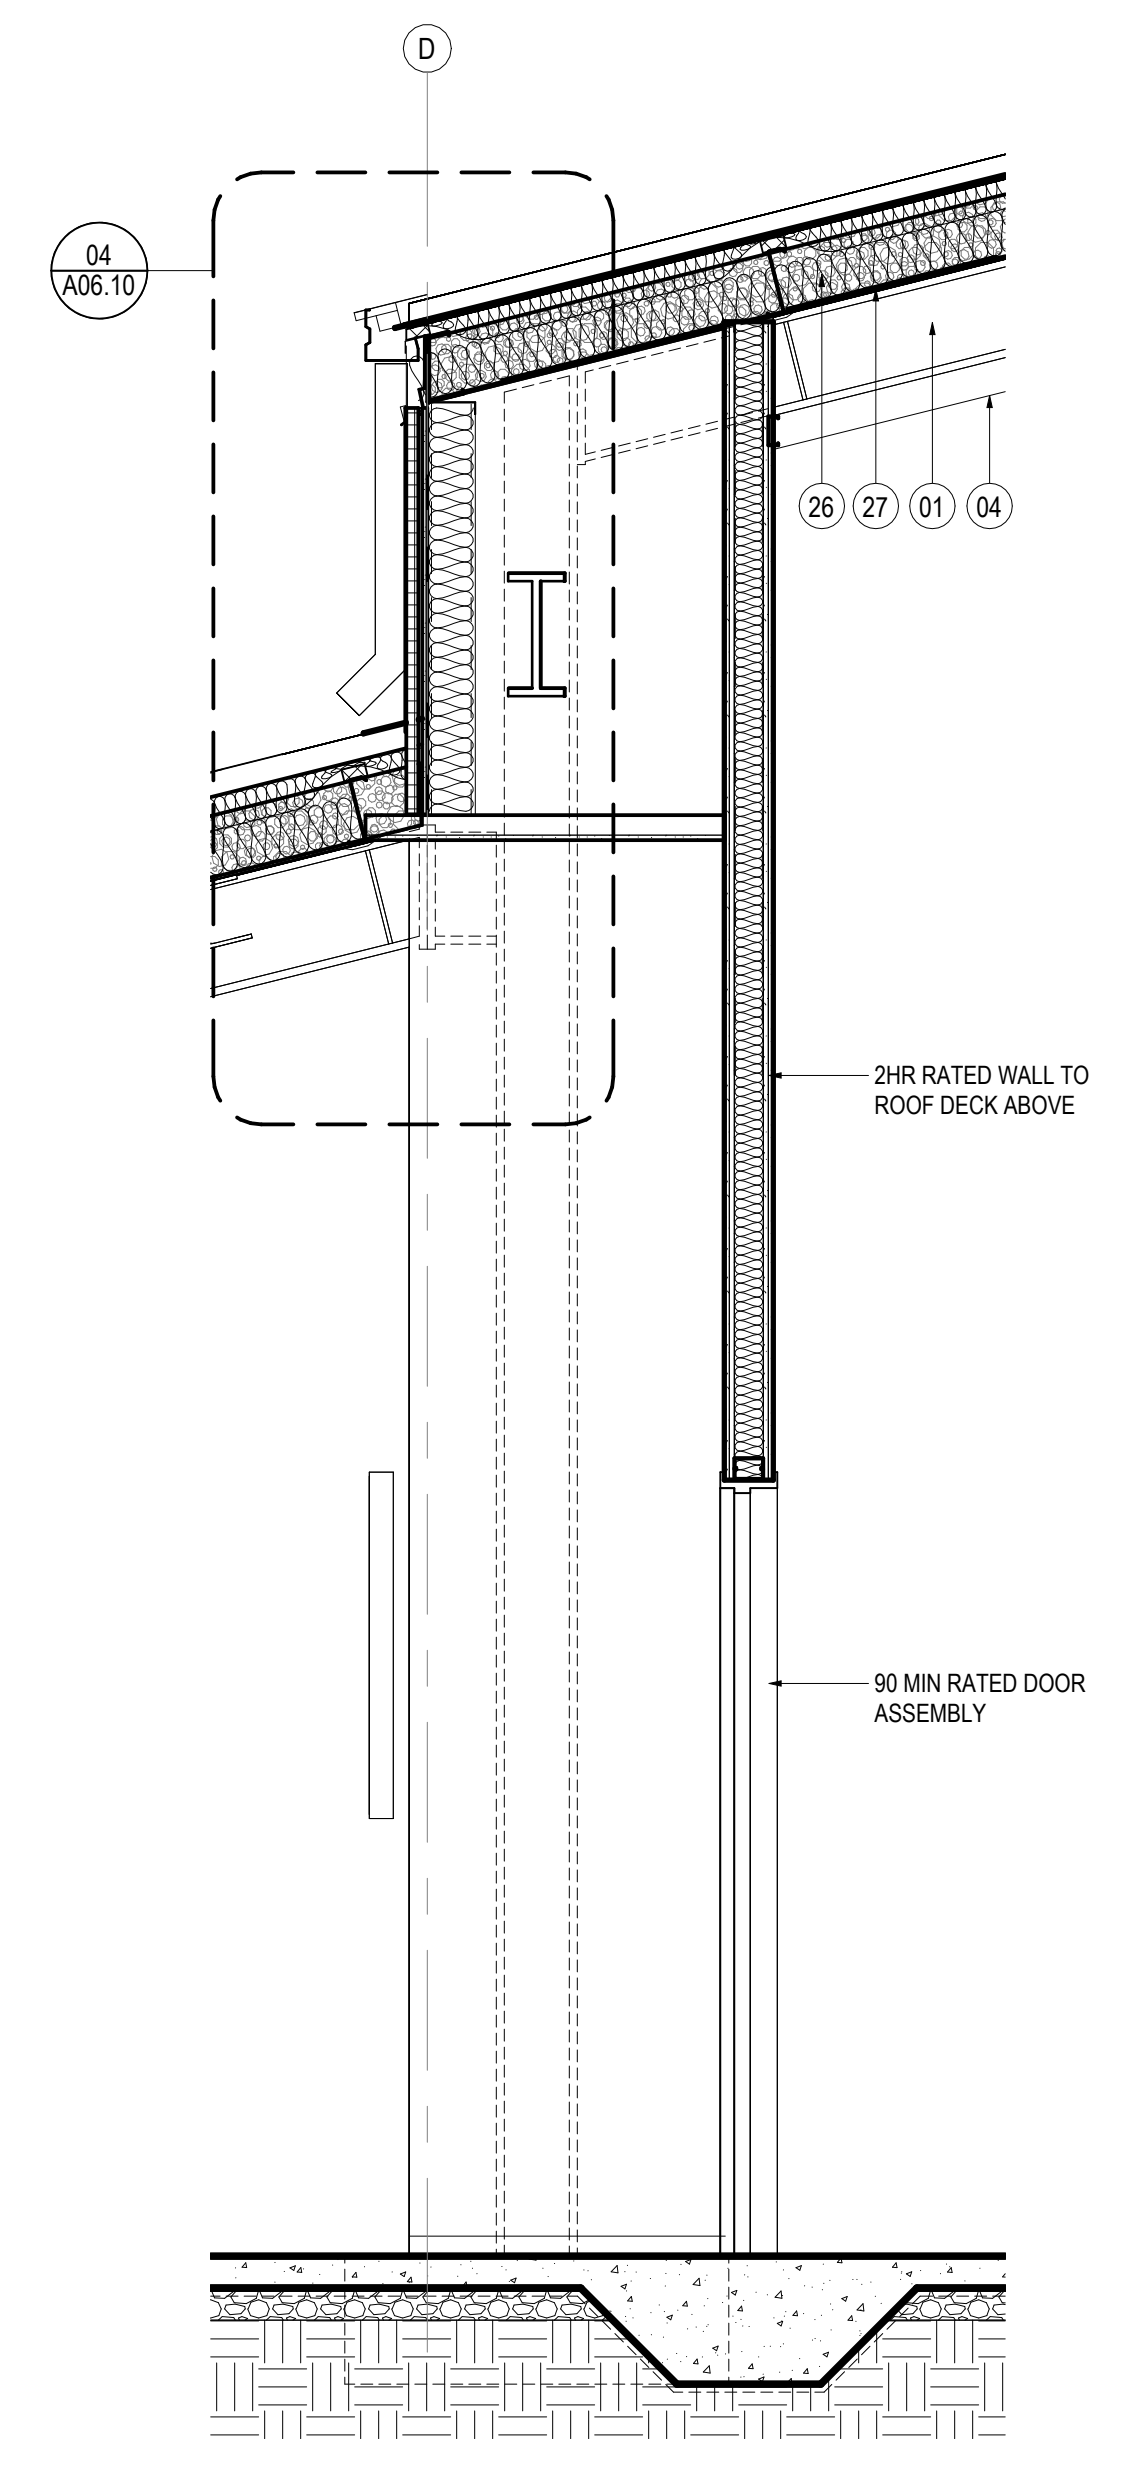 D
04
A06.10
26 27 01 04
2HR RATED WALL TO
ROOF DECK ABOVE
90 MIN RATED DOOR
ASSEMBLY